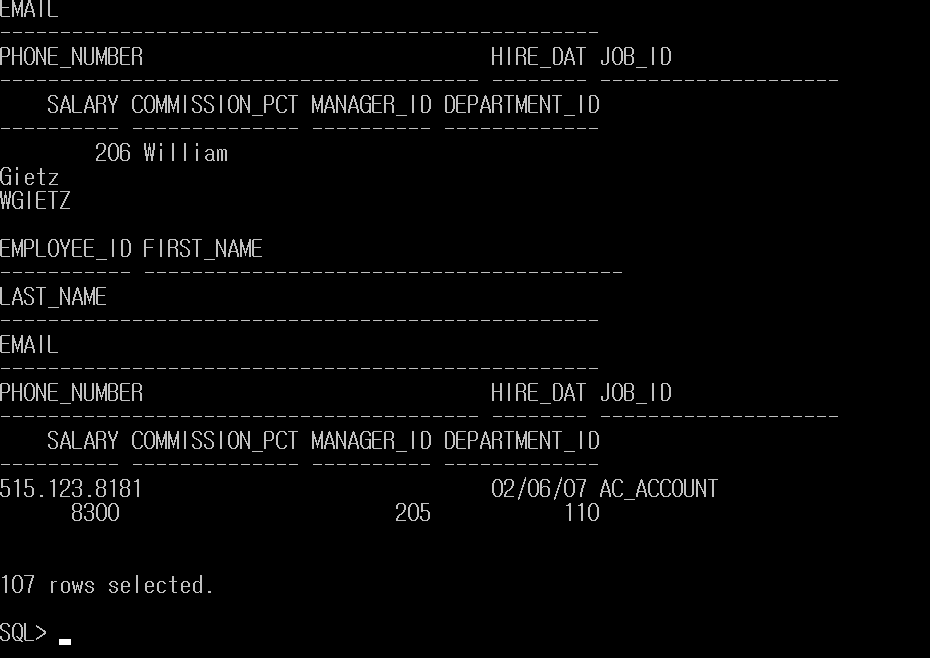 EMAIL
--------------------------------------------------
PHONE_NUMBER                             HIRE_DAT JOB_ID
---------------------------------------- -------- --------------------
    SALARY COMMISSION_PCT MANAGER_ID DEPARTMENT_ID
---------- -------------- ---------- -------------
        206 William
Gietz
WGIETZ

EMPLOYEE_ID FIRST_NAME
----------- ----------------------------------------
LAST_NAME
--------------------------------------------------
EMAIL
--------------------------------------------------
PHONE_NUMBER                             HIRE_DAT JOB_ID
---------------------------------------- -------- --------------------
    SALARY COMMISSION_PCT MANAGER_ID DEPARTMENT_ID
---------- -------------- ---------- -------------
515.123.8181                             02/06/07 AC_ACCOUNT
      8300                       205           110


107 rows selected.

SQL>